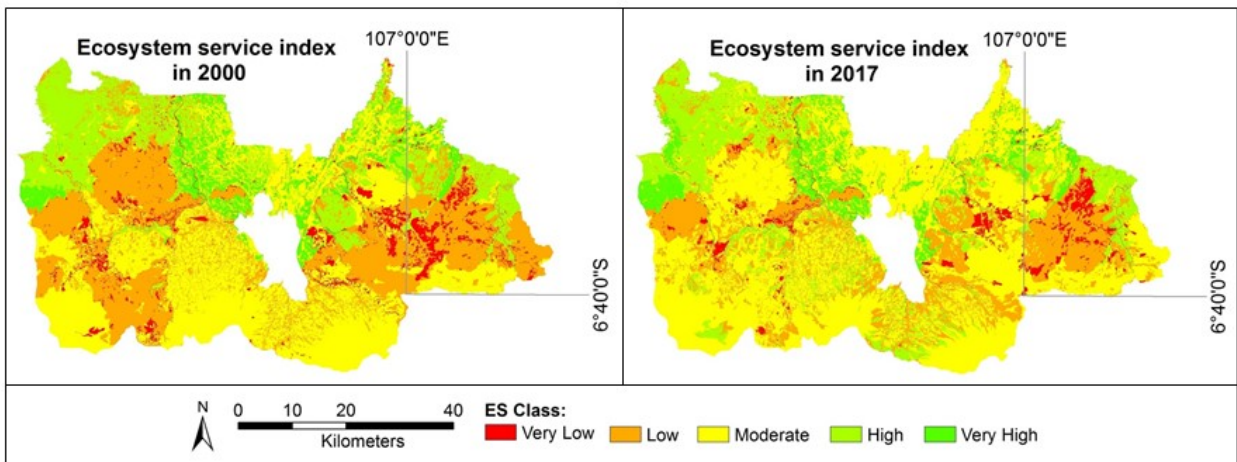 Ecosystem service index
in 2000
107°0'0"E
6°40'0"S
Ecosystem service index
in 2017
107°0'0"E
6°40'0"S
N
0 10 20 40
Kilometers
ES Class:
Very Low Low Moderate High Very High